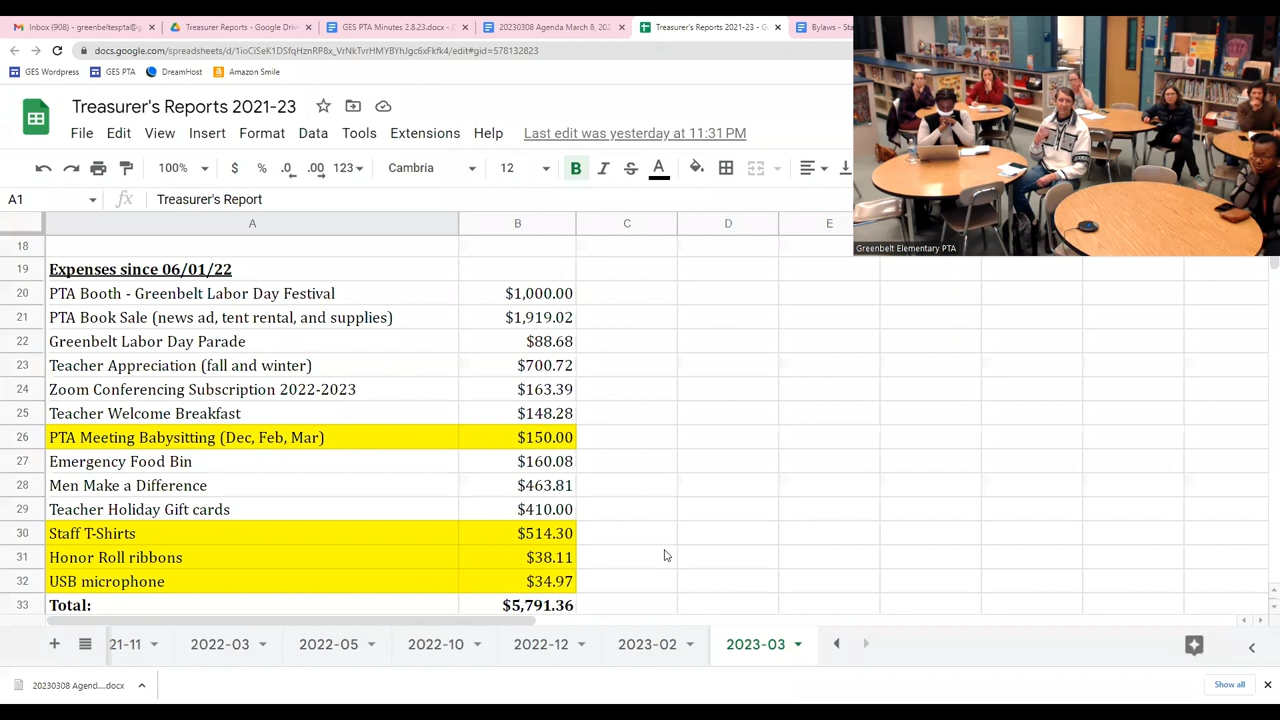 Inbox (908) - greenbeltespta@g
Treasurer Reports - Google Driv
GES PTA Minutes 2.8.23.docx - G
20230308 Agenda March 8, 202
Treasurer's Reports 2021-23 - G
Bylaws - Sta
docs.google.com/spreadsheets/d/1ioCiSeXTDSfqHznRP8x_VrNkTvrHMYBYhJgc6xFkfk4/edit#gid=578132823
GES Wordpress
GES PTA
DreamHost
Amazon Smile
Treasurer's Reports 2021-23
File Edit View Insert Format Data Tools Extensions Help Last edit was yesterday at 11:31 PM
100% $ % .0 .00 123 Cambria 12 B I S A
A1 fx Treasurer's Report
Greenbelt Elementary PTA
A B C D E
18
19 Expenses since 06/01/22
20 PTA Booth - Greenbelt Labor Day Festival $1,000.00
21 PTA Book Sale (news ad, tent rental, and supplies) $1,919.02
22 Greenbelt Labor Day Parade $88.68
23 Teacher Appreciation (fall and winter) $700.72
24 Zoom Conferencing Subscription 2022-2023 $163.39
25 Teacher Welcome Breakfast $148.28
26 PTA Meeting Babysitting (Dec, Feb, Mar) $150.00
27 Emergency Food Bin $160.08
28 Men Make a Difference $463.81
29 Teacher Holiday Gift cards $410.00
30 Staff T-Shirts $514.30
31 Honor Roll ribbons $38.11
32 USB microphone $34.97
33 Total: $5,791.36
21-11 2022-03 2022-05 2022-10 2022-12 2023-02 2023-03
20230308 Agend....docx
Show all